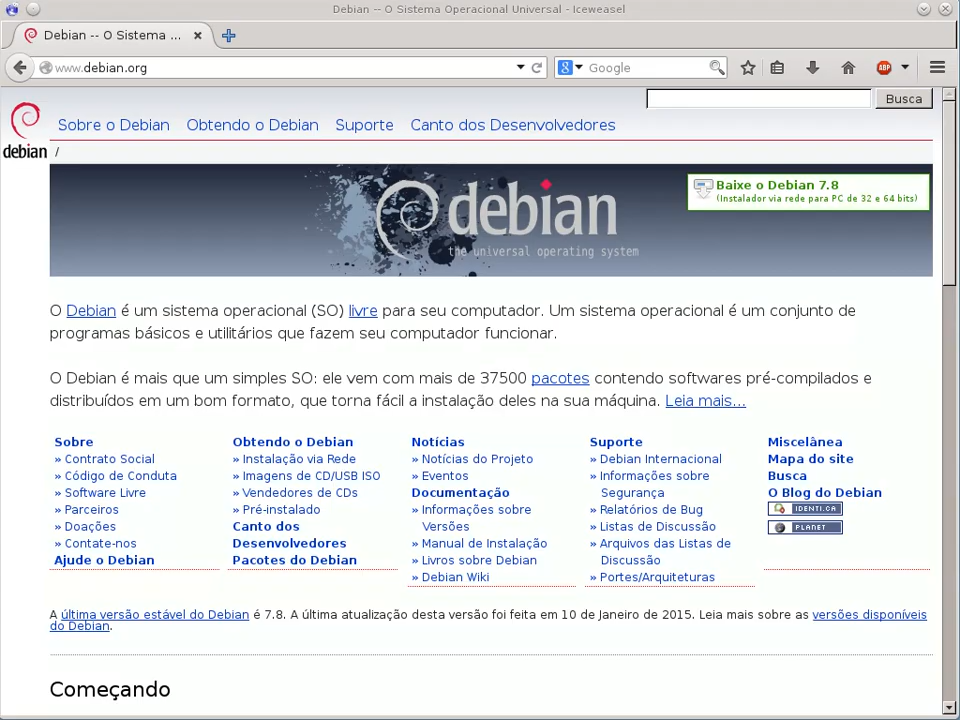 Debian -- O Sistema Operacional Universal - Iceweasel
Debian -- O Sistema ...
www.debian.org
Google
ABP
Busca
Sobre o Debian Obtendo o Debian Suporte Canto dos Desenvolvedores
debian /
debian
the universal operating system
Baixe o Debian 7.8
(Instalador via rede para PC de 32 e 64 bits)
O Debian é um sistema operacional (SO) livre para seu computador. Um sistema operacional é um conjunto de
programas básicos e utilitários que fazem seu computador funcionar.
O Debian é mais que um simples SO: ele vem com mais de 37500 pacotes contendo softwares pré-compilados e
distribuídos em um bom formato, que torna fácil a instalação deles na sua máquina. Leia mais...
Sobre
» Contrato Social
» Código de Conduta
» Software Livre
» Parceiros
» Doações
» Contate-nos
Ajude o Debian
Obtendo o Debian
» Instalação via Rede
» Imagens de CD/USB ISO
» Vendedores de CDs
» Pré-instalado
Canto dos
Desenvolvedores
Pacotes do Debian
Notícias
» Notícias do Projeto
» Eventos
Documentação
» Informações sobre
Versões
» Manual de Instalação
» Livros sobre Debian
» Debian Wiki
Suporte
» Debian Internacional
» Informações sobre
Segurança
» Relatórios de Bug
» Listas de Discussão
» Arquivos das Listas de
Discussão
» Portes/Arquiteturas
Miscelânea
Mapa do site
Busca
O Blog do Debian
IDENTI.CA
PLANET
A última versão estável do Debian é 7.8. A última atualização desta versão foi feita em 10 de Janeiro de 2015. Leia mais sobre as versões disponíveis
do Debian.
Começando